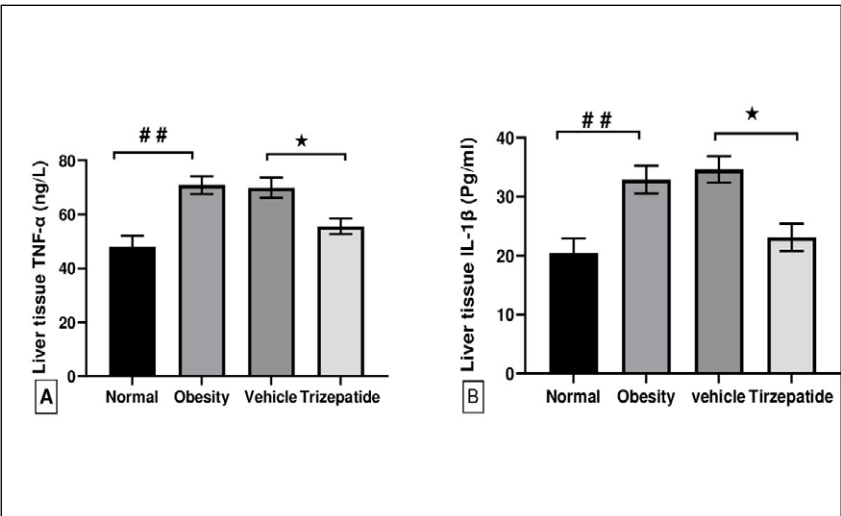 Liver tissue TNF-α (ng/L)
80
60
40
20
0
##
★
Normal Obesity Vehicle Trizepatide
A
Liver tissue IL-1β (Pg/ml)
40
30
20
10
0
##
★
Normal Obesity vehicle Tirzepatide
B